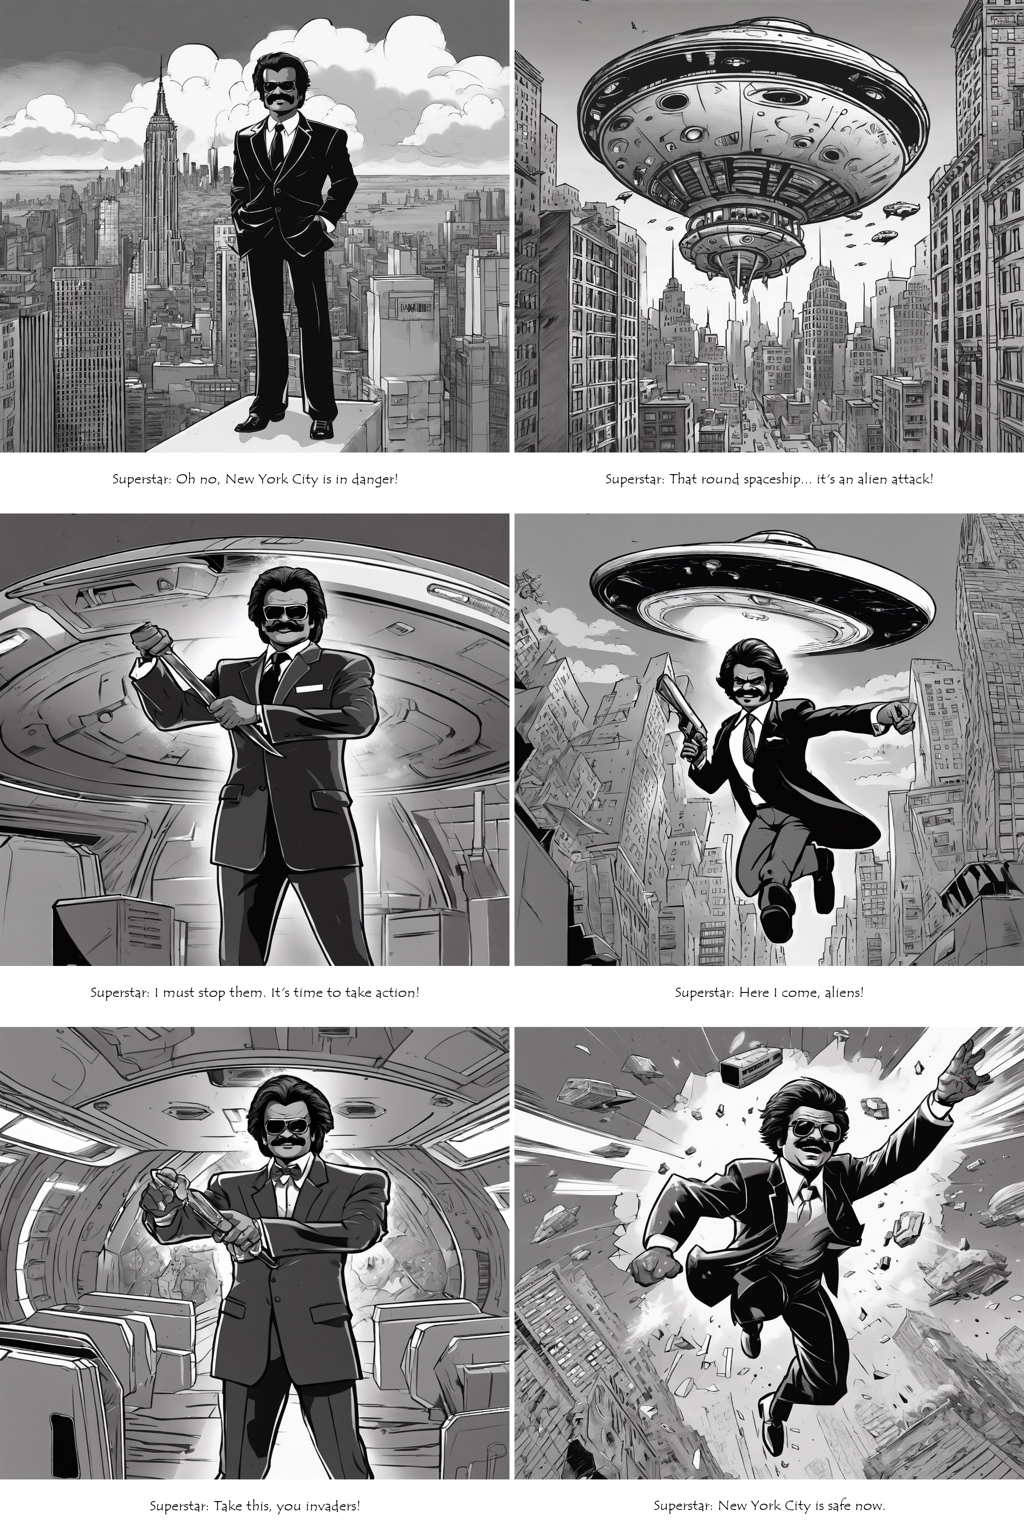 Superstar: Oh no, New York City is in danger!
Superstar: That round spaceship... it's an alien attack!
Superstar: I must stop them. It's time to take action!
Superstar: Here I come, aliens!
Superstar: Take this, you invaders!
Superstar: New York City is safe now.